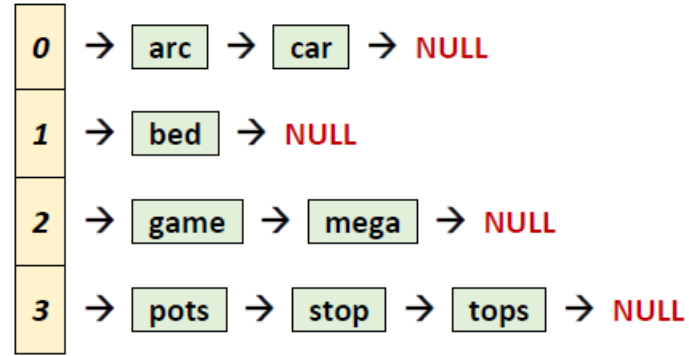 0 → arc → car → NULL
1 → bed → NULL
2 → game → mega → NULL
3 → pots → stop → tops → NULL